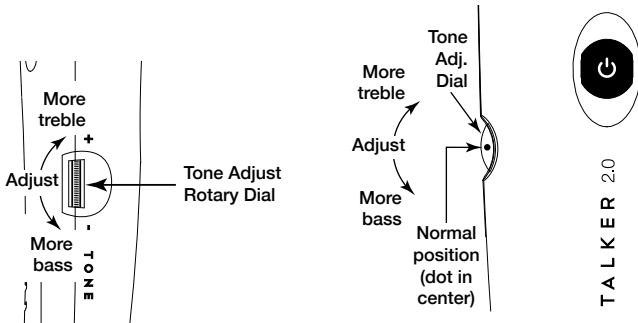 More
treble
+
Adjust
Tone Adjust
Rotary Dial
More
bass
-
TONE
Tone
Adj.
Dial
More
treble
Adjust
More
bass
Normal
position
(dot in
center)
TALKER 2.0